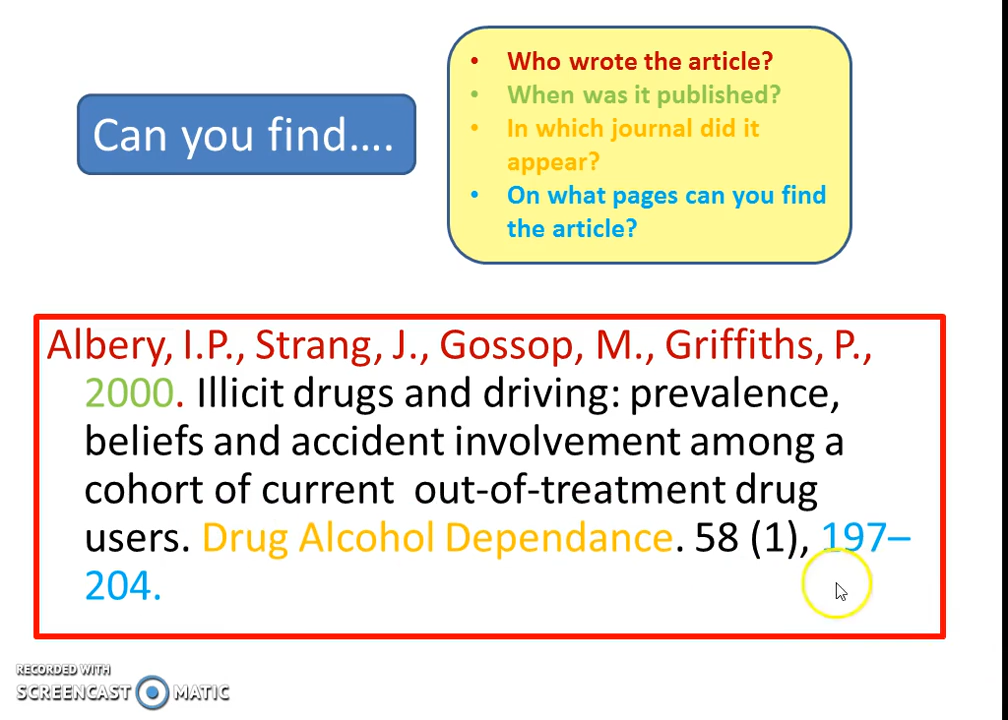 Can you find....
• Who wrote the article?
• When was it published?
• In which journal did it
appear?
• On what pages can you find
the article?
Albery, I.P., Strang, J., Gossop, M., Griffiths, P.,
2000. Illicit drugs and driving: prevalence,
beliefs and accident involvement among a
cohort of current out-of-treatment drug
users. Drug Alcohol Dependance. 58 (1), 197–
204.
RECORDED WITH
SCREENCAST MATIC